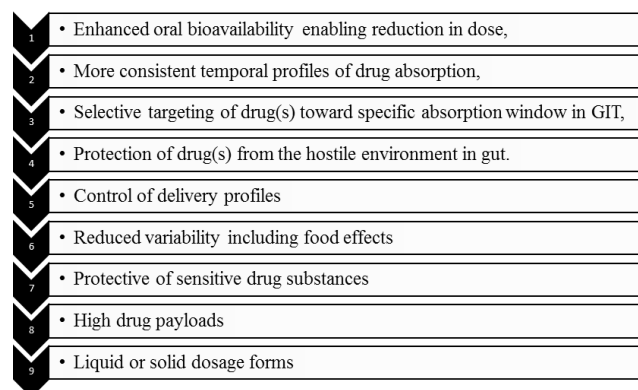 1 • Enhanced oral bioavailability enabling reduction in dose,
2 • More consistent temporal profiles of drug absorption,
3 • Selective targeting of drug(s) toward specific absorption window in GIT,
4 • Protection of drug(s) from the hostile environment in gut.
5 • Control of delivery profiles
6 • Reduced variability including food effects
7 • Protective of sensitive drug substances
8 • High drug payloads
9 • Liquid or solid dosage forms